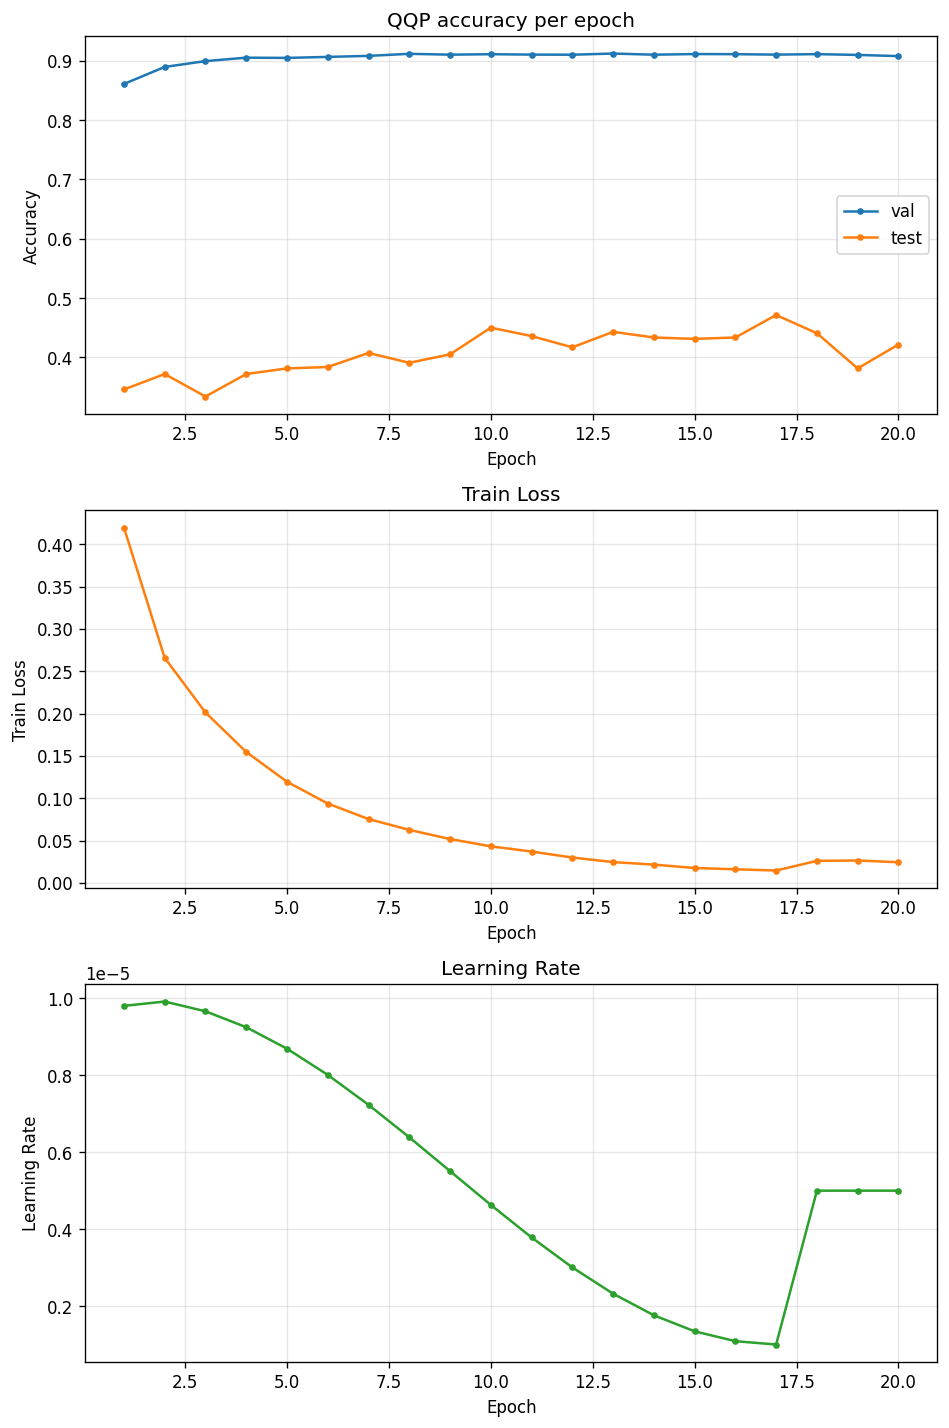 QQP accuracy per epoch
Accuracy
0.9
0.8
0.7
0.6
0.5
0.4
val
test
2.5 5.0 7.5 10.0 12.5 15.0 17.5 20.0
Epoch
Train Loss
Train Loss
0.40
0.35
0.30
0.25
0.20
0.15
0.10
0.05
0.00
2.5 5.0 7.5 10.0 12.5 15.0 17.5 20.0
Epoch
Learning Rate
1e−5
Learning Rate
1.0
0.8
0.6
0.4
0.2
2.5 5.0 7.5 10.0 12.5 15.0 17.5 20.0
Epoch